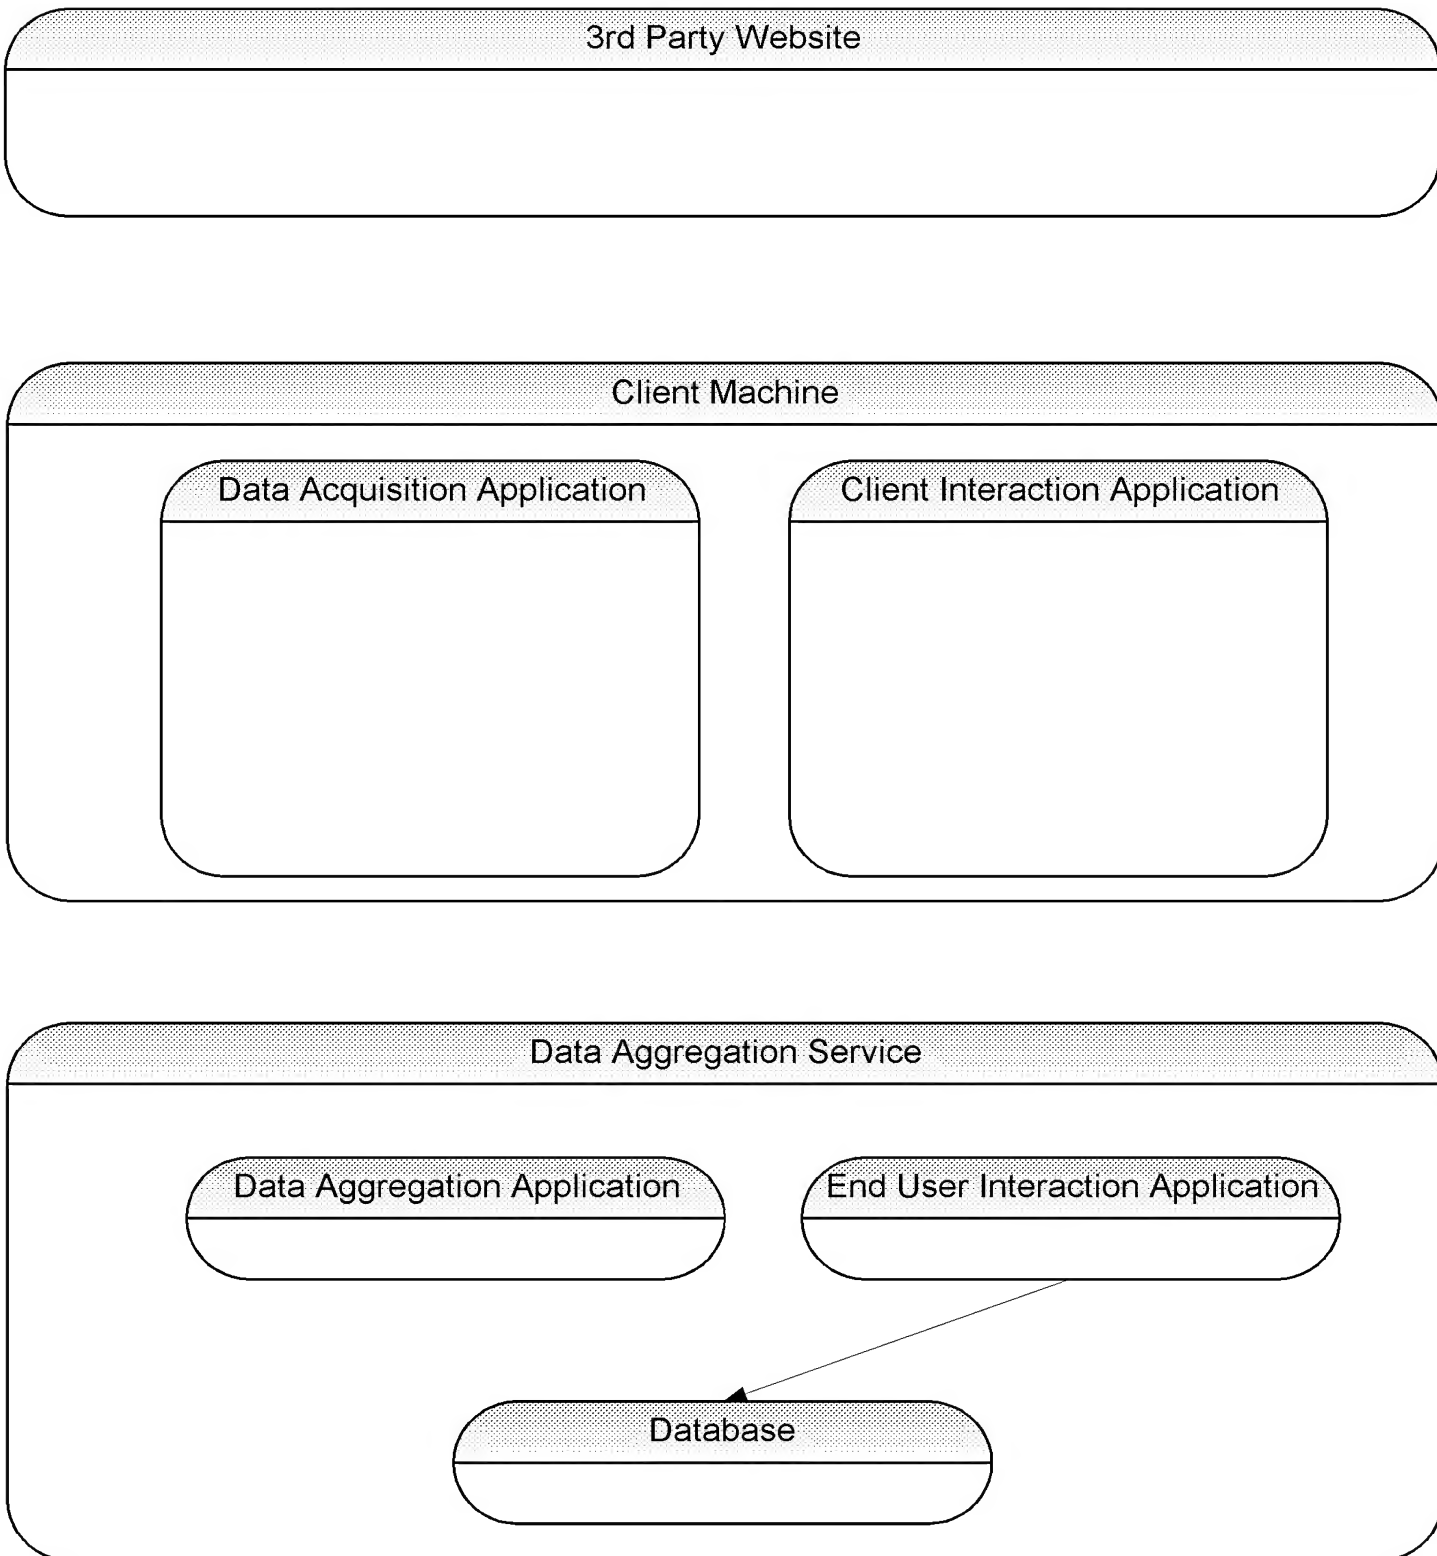 3rd Party Website
Client Machine
Data Acquisition Application
Client Interaction Application
Data Aggregation Service
Data Aggregation Application
End User Interaction Application
Database